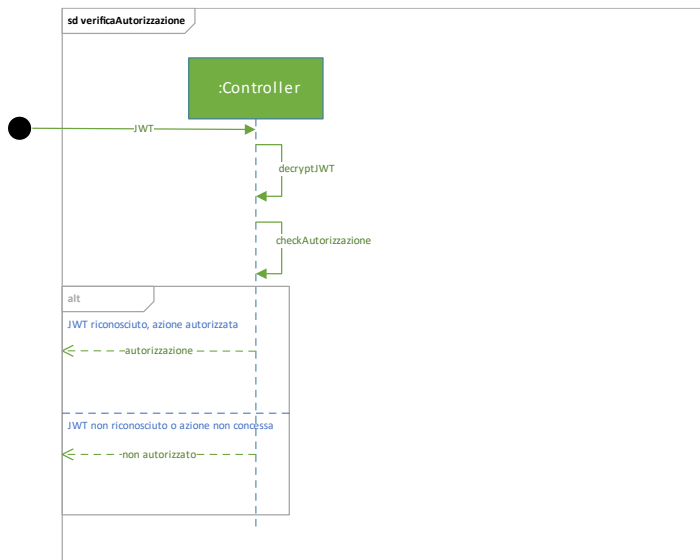 sd verificaAutorizzazione
:Controller
JWT
decryptJWT
checkAutorizzazione
alt
JWT riconosciuto, azione autorizzata
autorizzazione
JWT non riconosciuto o azione non concessa
non autorizzato